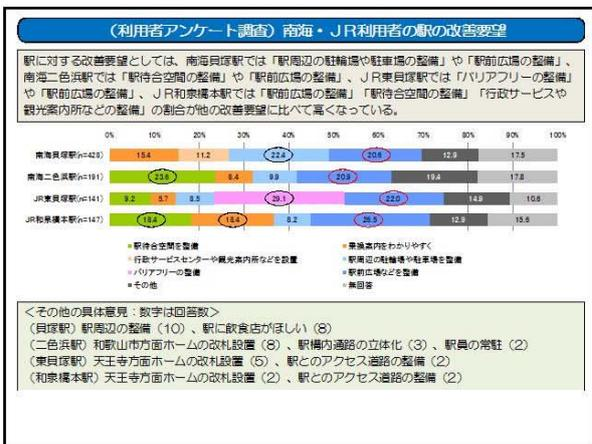 （利用者アンケート調査）南海・ＪＲ利用者の駅の改善要望
駅に対する改善要望としては、南海貝塚駅では「駅周辺の駐輪場や駐車場の整備」や「駅前広場の整備」、
南海二色浜駅では「駅待合空間の整備」や「駅前広場の整備」、ＪＲ東貝塚駅では「バリアフリーの整備」
や「駅前広場の整備」、ＪＲ和泉橋本駅では「駅前広場の整備」「駅待合空間の整備」「行政サービスや
観光案内所などの整備」の割合が他の改善要望に比べて高くなっている。
0% 10% 20% 30% 40% 50% 60% 70% 80% 90% 100%
南海貝塚駅(n=428) 15.4 11.2 22.4 20.6 12.9 17.5
南海二色浜駅(n=191) 23.6 8.4 9.9 20.9 19.4 17.8
JR東貝塚駅(n=141) 9.2 5.7 8.5 29.1 22.0 14.9 10.6
JR和泉橋本駅(n=147) 18.4 18.4 8.2 26.5 12.9 15.6
駅待合空間を整備 乗換案内をわかりやすく
行政サービスセンターや観光案内所などを設置 駅周辺の駐輪場や駐車場を整備
バリアフリーの整備 駅前広場などを整備
その他 無回答
＜その他の具体意見：数字は回答数＞
（貝塚駅）駅周辺の整備（10）、駅に飲食店がほしい（8）
（二色浜駅）和歌山市方面ホームの改札設置（8）、駅構内通路の立体化（3）、駅員の常駐（2）
（東貝塚駅）天王寺方面ホームの改札設置（5）、駅とのアクセス道路の整備（2）
（和泉橋本駅）天王寺方面ホームの改札設置（2）、駅とのアクセス道路の整備（2）